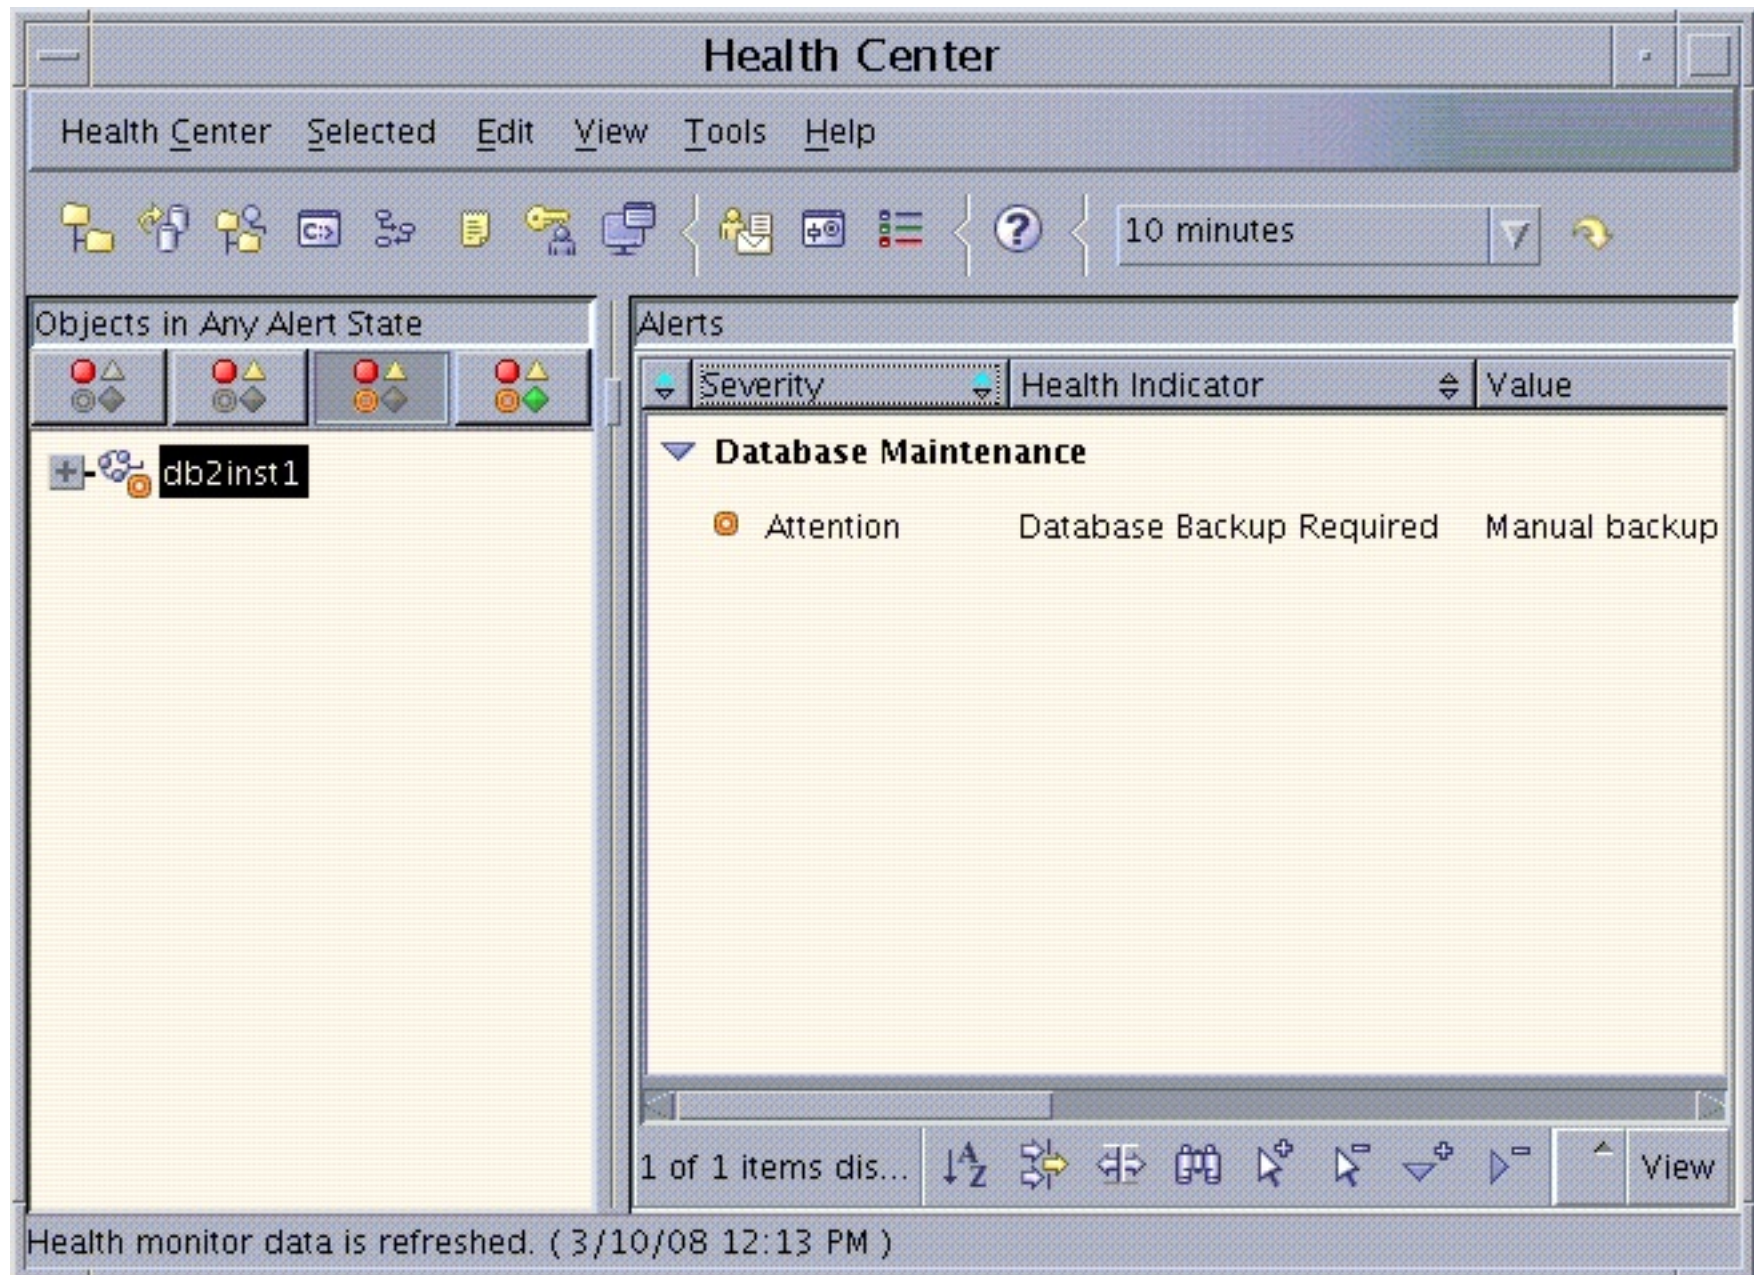 Health Center
Health Center Selected Edit View Tools Help
C:>
?
10 minutes
Objects in Any Alert State
Alerts
Severity Health Indicator Value
db2inst1
Database Maintenance
Attention Database Backup Required Manual backup
1 of 1 items dis...
A
Z
View
Health monitor data is refreshed. ( 3/10/08 12:13 PM )